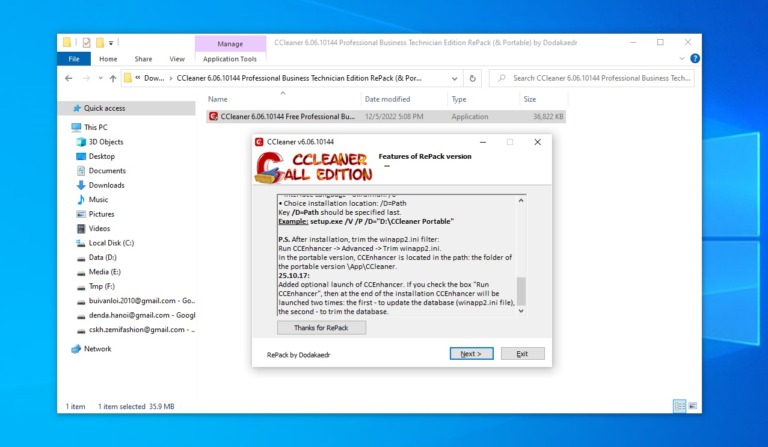 Manage
CCleaner 6.06.10144 Professional Business Technician Edition RePack (& Portable) by Dodakaedr
File
Home
Share
View
Application Tools
« Dow... › CCleaner 6.06.10144 Professional Business Technician Edition RePack (& Por...
Search CCleaner 6.06.10144 Professional Business Tech...
Quick access
This PC
3D Objects
Desktop
Documents
Downloads
Music
Pictures
Videos
Local Disk (C:)
Data (D:)
Media (E:)
Tmp (F:)
buivanloi.2010@gmail.com - Go...
denda.hanoi@gmail.com - Googl
cskh.zemifashion@gmail.com - ...
Network
Name
Date modified
Type
Size
CCleaner 6.06.10144 Free Professional Bu...
12/5/2022 5:08 PM
Application
36,822 KB
CCleaner v6.06.10144
CCLEANER
ALL EDITION
Features of RePack version
...
• Choice installation location: /D=Path
Key /D=Path should be specified last.
Example: setup.exe /V /P /D="D:\CCleaner Portable"
P.S. After installation, trim the winapp2.ini filter:
Run CCEnhancer -> Advanced -> Trim winapp2.ini.
In the portable version, CCEnhancer is located in the path: the folder of
the portable version \App\CCleaner.
25.10.17:
Added optional launch of CCEnhancer. If you check the box "Run
CCEnhancer", then at the end of the installation CCEnhancer will be
launched two times: the first - to update the database (winapp2.ini file),
the second - to trim the database.
Thanks for RePack
RePack by Dodakaedr
Next >
Exit
1 item
1 item selected 35.9 MB